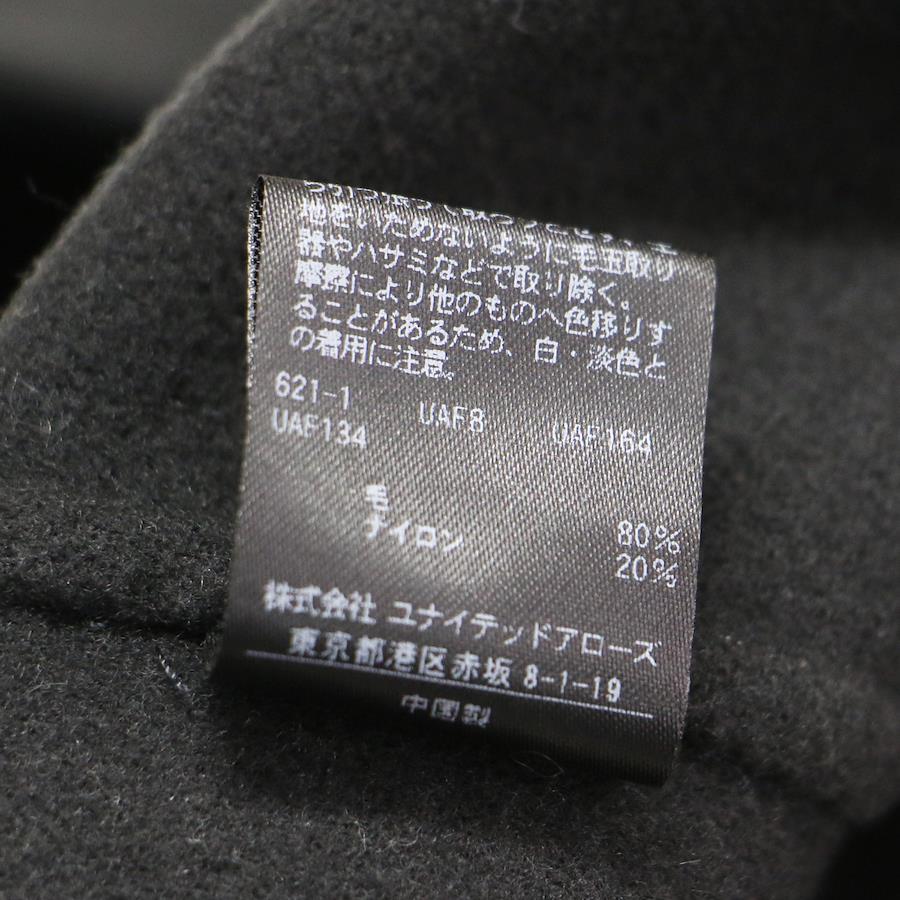 地をいためないように毛玉取り
器やハサミなどで取り除く。
摩擦により他のものへ色移りす
ることがあるため、白・淡色と
の着用に注意。
621-1 UAF8 UAF164
UAF134
毛 80%
ナイロン 20%
株式会社 ユナイテッドアローズ
東京都港区赤坂 8-1-19
中国製